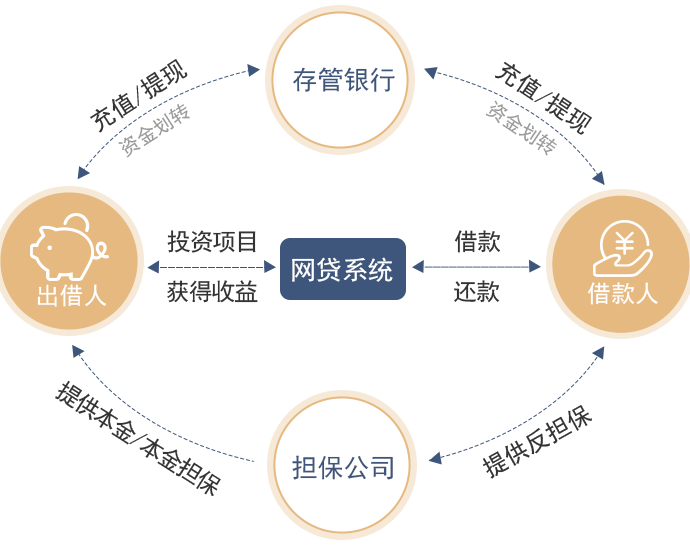 存管银行
充值/提现
资金划转
充值/提现
资金划转
出借人
投资项目
获得收益
网贷系统
借款
还款
¥
借款人
提供本金/本金担保
担保公司
提供反担保